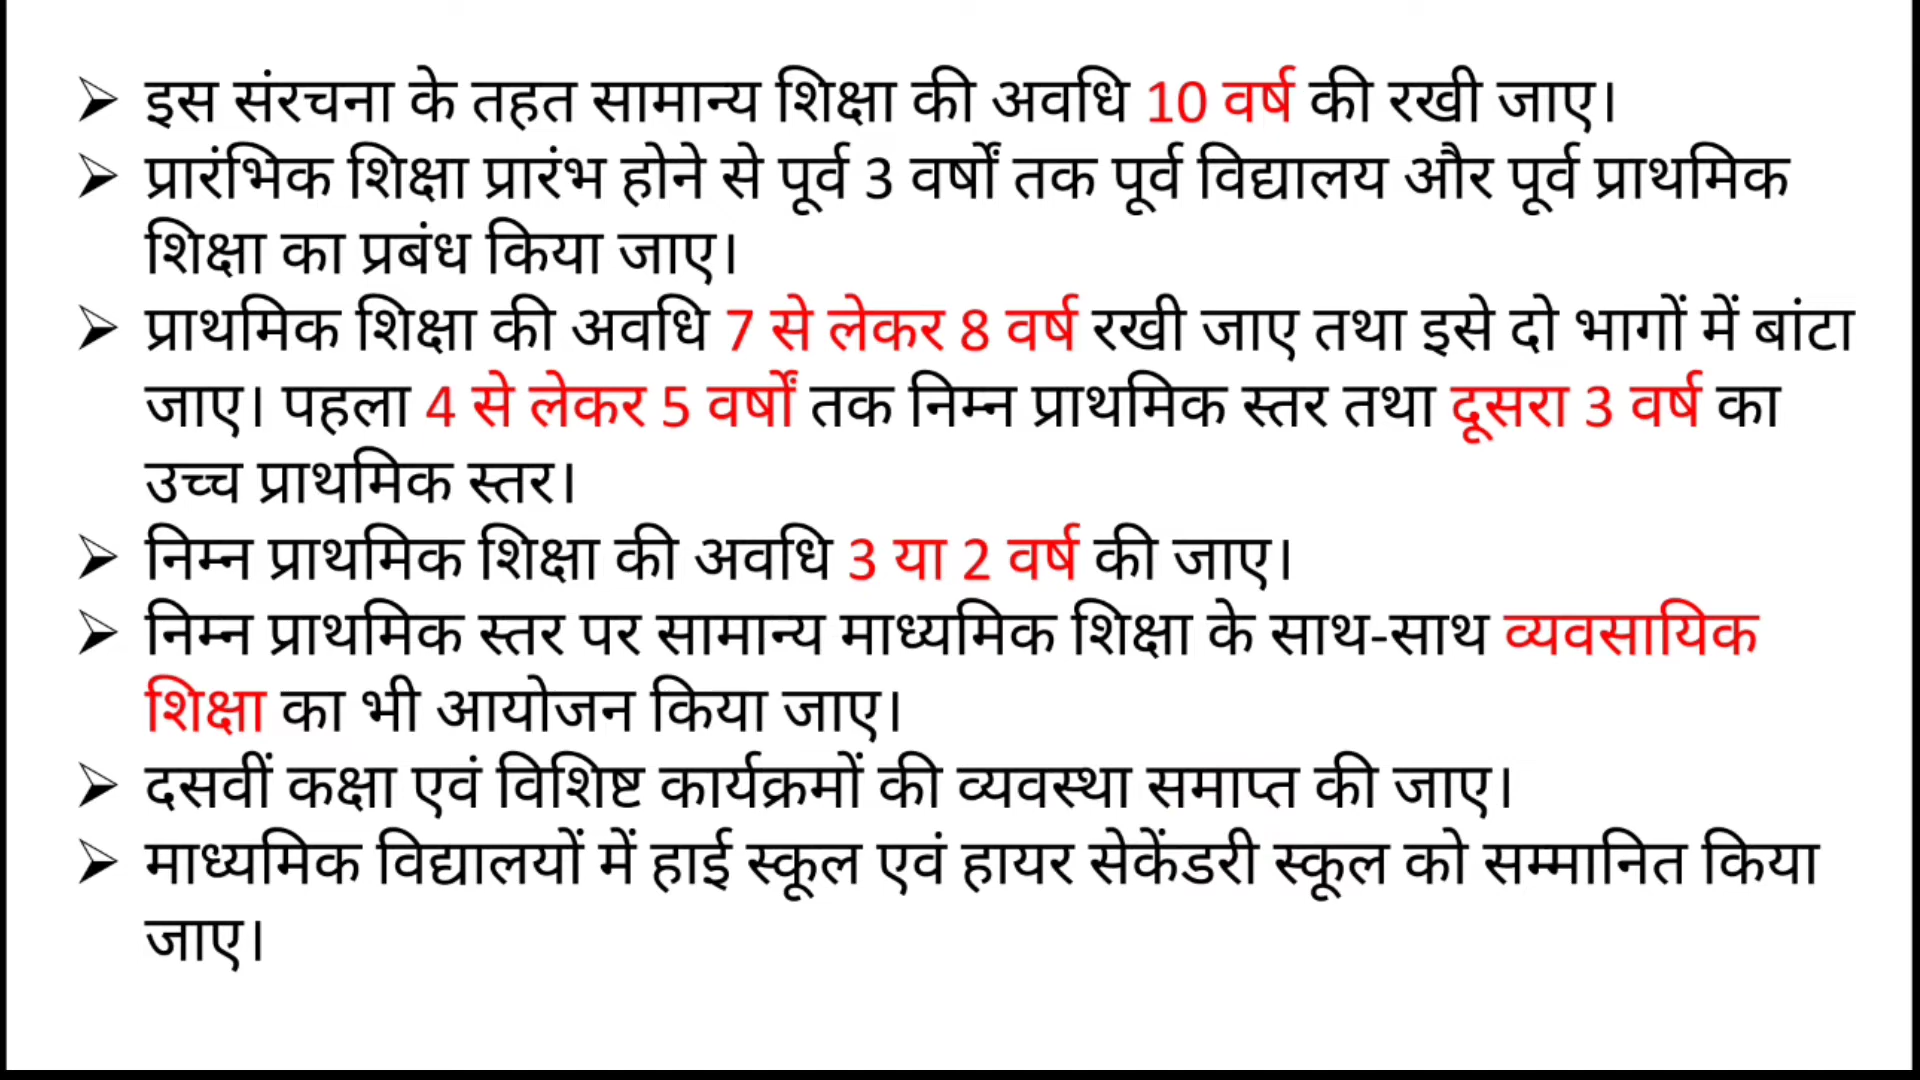 ➢ इस संरचना के तहत सामान्य शिक्षा की अवधि 10 वर्ष की रखी जाए।
➢ प्रारंभिक शिक्षा प्रारंभ होने से पूर्व 3 वर्षों तक पूर्व विद्यालय और पूर्व प्राथमिक
शिक्षा का प्रबंध किया जाए।
➢ प्राथमिक शिक्षा की अवधि 7 से लेकर 8 वर्ष रखी जाए तथा इसे दो भागों में बांटा
जाए। पहला 4 से लेकर 5 वर्षों तक निम्न प्राथमिक स्तर तथा दूसरा 3 वर्ष का
उच्च प्राथमिक स्तर।
➢ निम्न प्राथमिक शिक्षा की अवधि 3 या 2 वर्ष की जाए।
➢ निम्न प्राथमिक स्तर पर सामान्य माध्यमिक शिक्षा के साथ-साथ व्यवसायिक
शिक्षा का भी आयोजन किया जाए।
➢ दसवीं कक्षा एवं विशिष्ट कार्यक्रमों की व्यवस्था समाप्त की जाए।
➢ माध्यमिक विद्यालयों में हाई स्कूल एवं हायर सेकेंडरी स्कूल को सम्मानित किया
जाए।